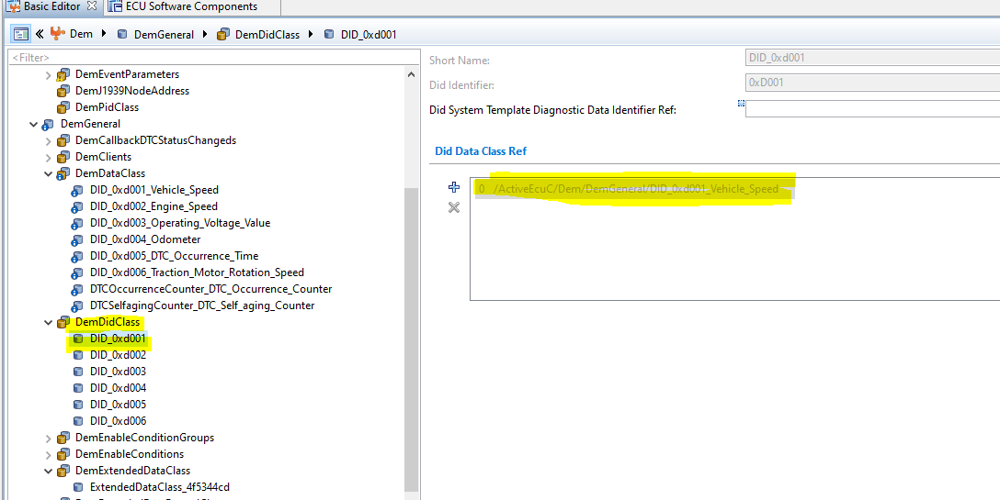 Basic Editor ECU Software Components
« Dem DemGeneral DemDidClass DID_0xd001
<Filter>
DemEventParameters
DemJ1939NodeAddress
DemPidClass
DemGeneral
DemCallbackDTCStatusChangeds
DemClients
DemDataClass
DID_0xd001_Vehicle_Speed
DID_0xd002_Engine_Speed
DID_0xd003_Operating_Voltage_Value
DID_0xd004_Odometer
DID_0xd005_DTC_Occurrence_Time
DID_0xd006_Traction_Motor_Rotation_Speed
DTCOccurrenceCounter_DTC_Occurrence_Counter
DTCSelfagingCounter_DTC_Self_aging_Counter
DemDidClass
DID_0xd001
DID_0xd002
DID_0xd003
DID_0xd004
DID_0xd005
DID_0xd006
DemEnableConditionGroups
DemEnableConditions
DemExtendedDataClass
ExtendedDataClass_4f5344cd
Short Name: DID_0xd001
Did Identifier: 0xD001
Did System Template Diagnostic Data Identifier Ref:
Did Data Class Ref
0 /ActiveEcuC/Dem/DemGeneral/DID_0xd001_Vehicle_Speed